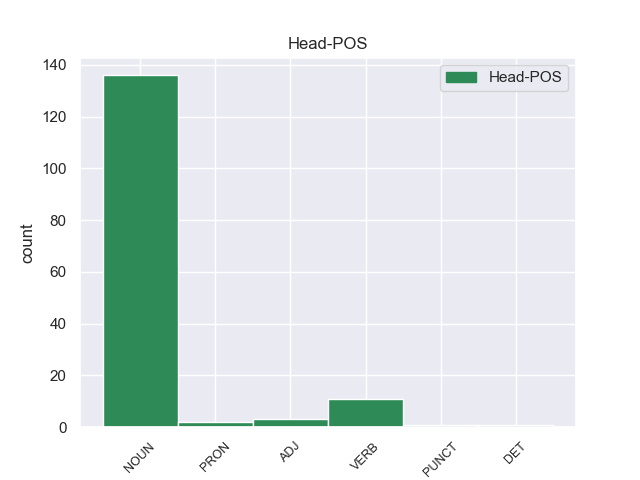 Head-POS
Head-POS
140
120
100
80
60
40
20
0
count
NOUN
PRON
ADJ
VERB
PUNCT
DET